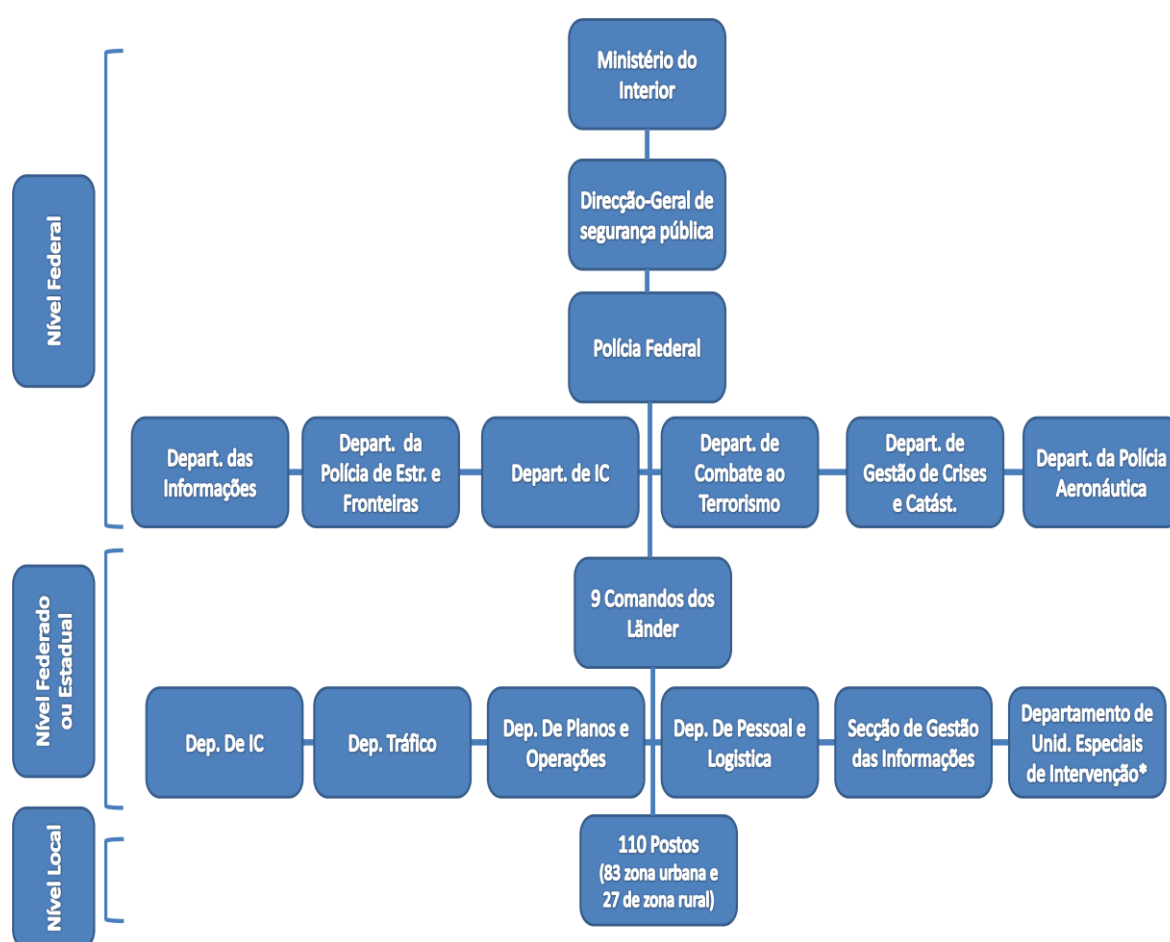 Nível Federal
Ministério do
Interior
Direcção-Geral de
segurança pública
Polícia Federal
Depart. das
Informações
Depart. da
Polícia de Estr. e
Fronteiras
Depart. de IC
Depart. de
Combate ao
Terrorismo
Depart. de
Gestão de Crises
e Catást.
Depart. da Polícia
Aeronáutica
Nível Federado
ou Estadual
9 Comandos dos
Länder
Dep. De IC
Dep. Tráfico
Dep. De Planos e
Operações
Dep. De Pessoal e
Logistica
Secção de Gestão
das Informações
Departamento de
Unid. Especiais
de Intervenção*
Nível Local
110 Postos
(83 zona urbana e
27 de zona rural)